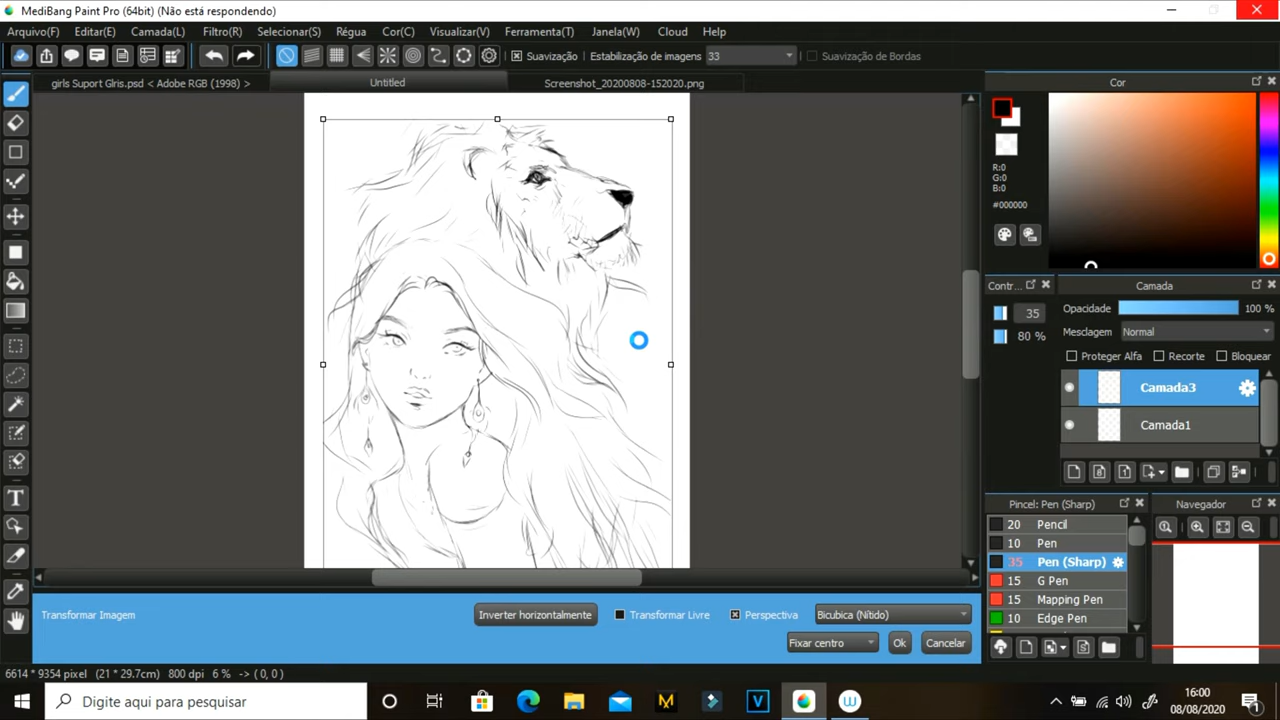 MediBang Paint Pro (64bit) (Não está respondendo)
Arquivo(F) Editar(E) Camada(L) Filtro(R) Selecionar(S) Régua Cor(C) Visualizar(V) Ferramenta(T) Janela(W) Cloud Help
Suavização Estabilização de imagens 33 Suavização de Bordas
girls Suport Glris.psd < Adobe RGB (1998) > Untitled Screenshot_20200808-152020.png
Cor
R:0
G:0
B:0
#000000
Contr... Camada
35 Opacidade 100 %
80 % Mesclagem Normal
Proteger Alfa Recorte Bloquear
Camada3
Camada1
8 1
Pincel: Pen (Sharp) Navegador
20 Pencil
10 Pen
35 Pen (Sharp)
15 G Pen
15 Mapping Pen
10 Edge Pen
T
Transformar Imagem Inverter horizontalmente Transformar Livre Perspectiva Bicubica (Nítido)
Fixar centro Ok Cancelar
6614 * 9354 pixel (21 * 29.7cm) 800 dpi 6 % -> ( 0, 0 )
Digite aqui para pesquisar
16:00
08/08/2020